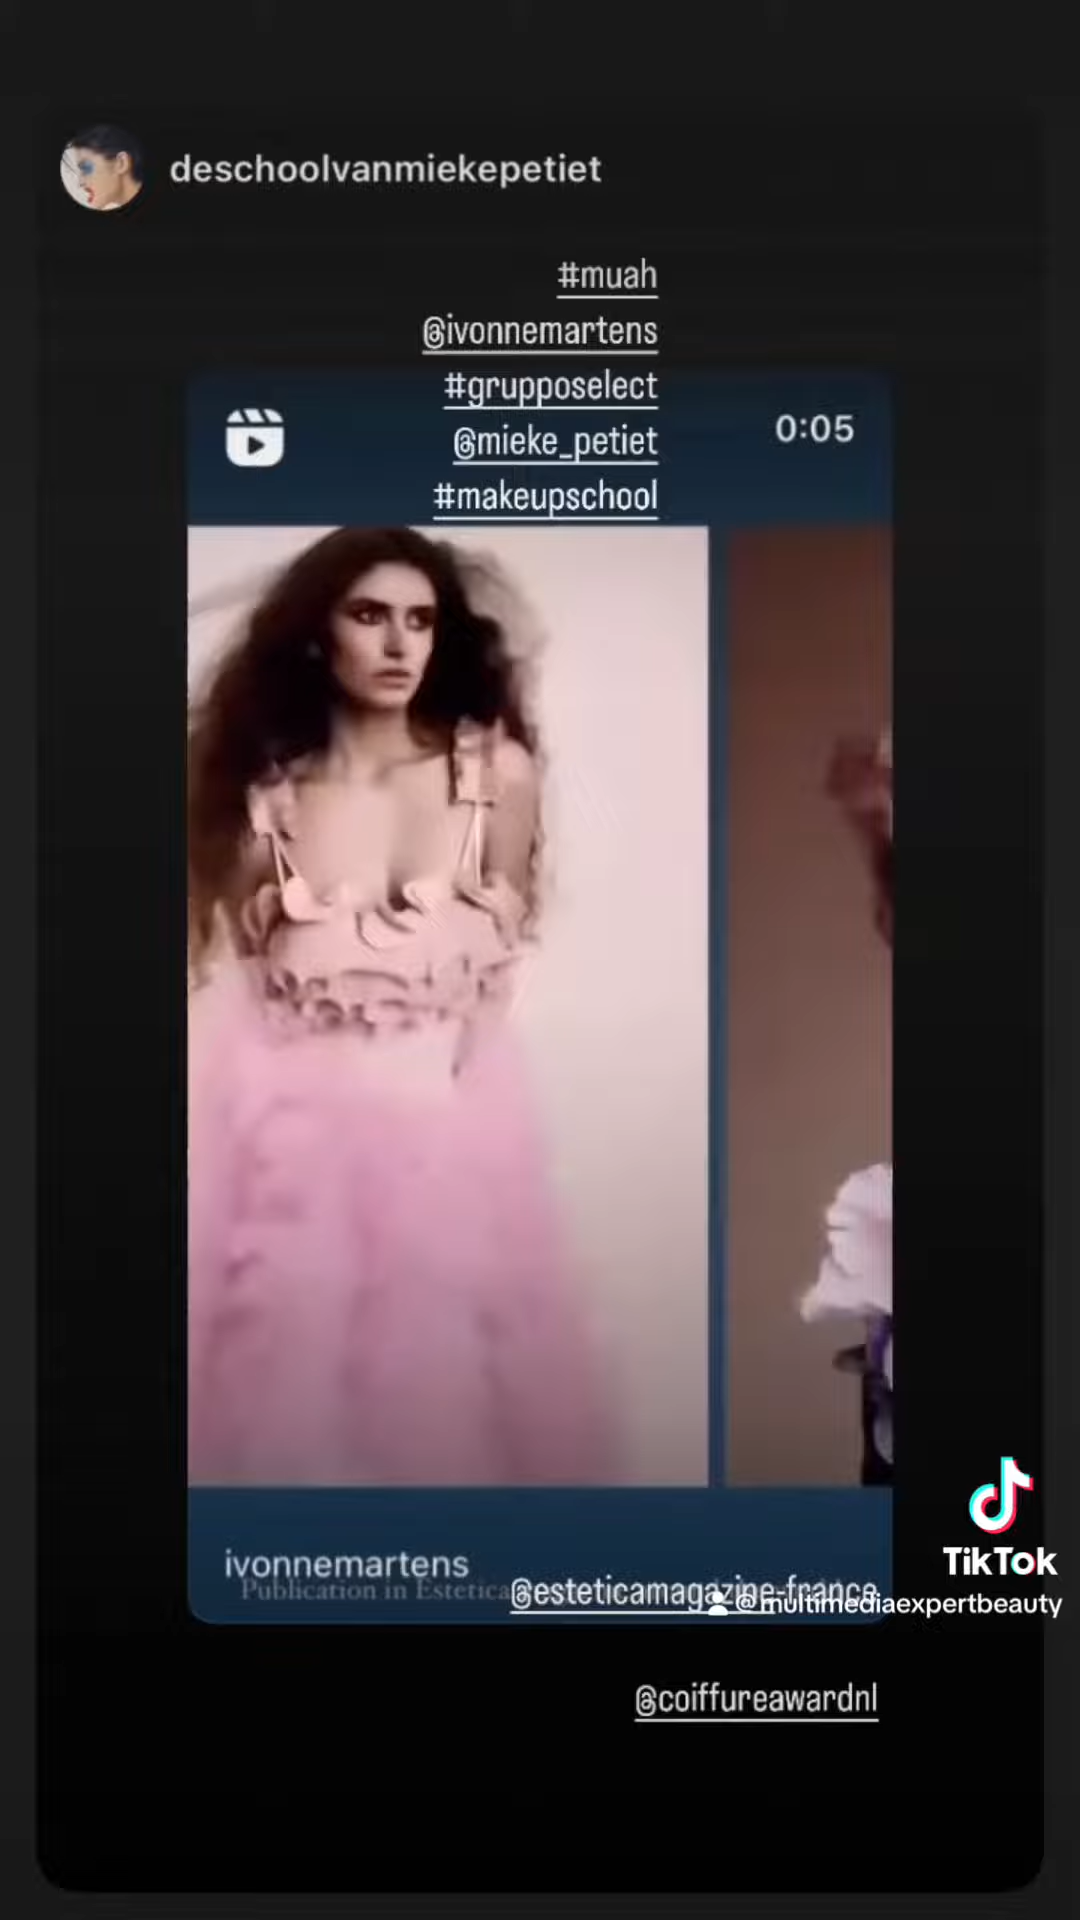 deschoolvanmiekepetiet
#muah
@ivonnemartens
#grupposelect
@mieke_petiet
#makeupschool
0:05
ivonnemartens
Publication in Estetica
@esteticamagazine-france
TikTok
@multimediaexpertbeauty
@coiffureawardnl